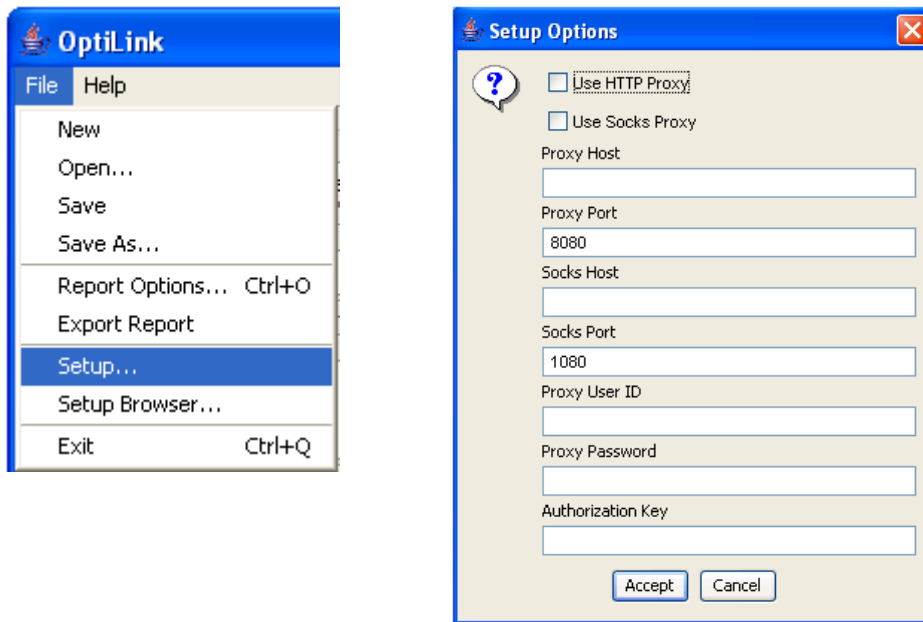 OptiLink
File Help
New
Open...
Save
Save As...
Report Options... Ctrl+O
Export Report
Setup...
Setup Browser...
Exit Ctrl+Q
Setup Options
Use HTTP Proxy
Use Socks Proxy
Proxy Host
Proxy Port
8080
Socks Host
Socks Port
1080
Proxy User ID
Proxy Password
Authorization Key
Accept Cancel